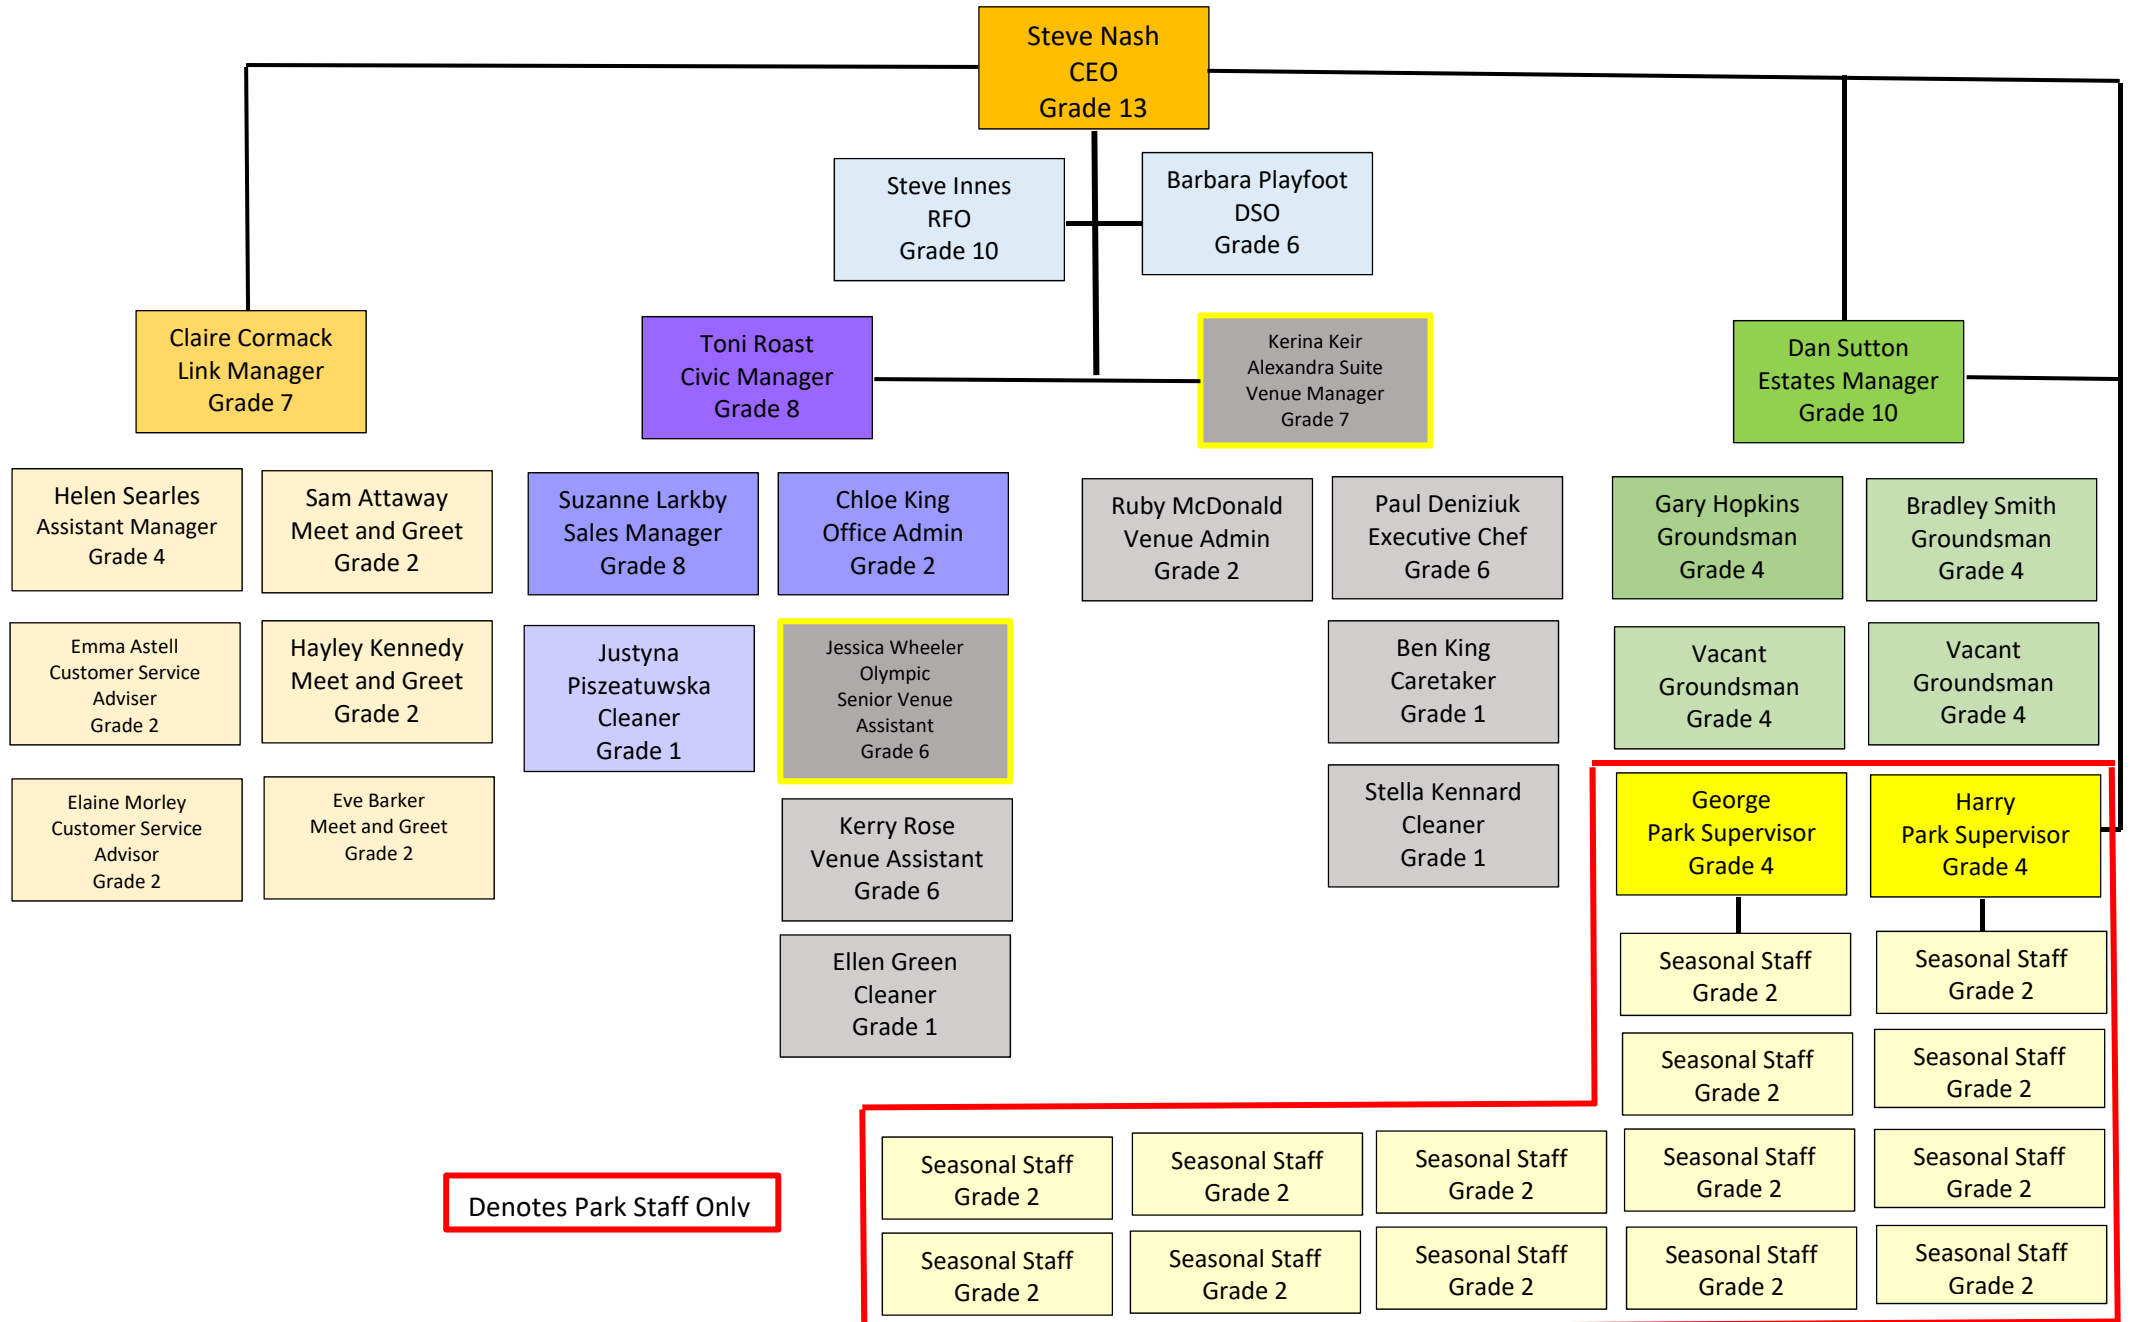 Steve Nash
CEO
Grade 13
Steve Innes
RFO
Grade 10
Barbara Playfoot
DSO
Grade 6
Claire Cormack
Link Manager
Grade 7
Toni Roast
Civic Manager
Grade 8
Kerina Keir
Alexandra Suite
Venue Manager
Grade 7
Dan Sutton
Estates Manager
Grade 10
Helen Searles
Assistant Manager
Grade 4
Sam Attaway
Meet and Greet
Grade 2
Suzanne Larkby
Sales Manager
Grade 8
Chloe King
Office Admin
Grade 2
Ruby McDonald
Venue Admin
Grade 2
Paul Deniziuk
Executive Chef
Grade 6
Gary Hopkins
Groundsman
Grade 4
Bradley Smith
Groundsman
Grade 4
Emma Astell
Customer Service
Adviser
Grade 2
Hayley Kennedy
Meet and Greet
Grade 2
Justyna
Piszeatuwska
Cleaner
Grade 1
Jessica Wheeler
Olympic
Senior Venue
Assistant
Grade 6
Ben King
Caretaker
Grade 1
Vacant
Groundsman
Grade 4
Vacant
Groundsman
Grade 4
Elaine Morley
Customer Service
Advisor
Grade 2
Eve Barker
Meet and Greet
Grade 2
Kerry Rose
Venue Assistant
Grade 6
Stella Kennard
Cleaner
Grade 1
George
Park Supervisor
Grade 4
Harry
Park Supervisor
Grade 4
Ellen Green
Cleaner
Grade 1
Seasonal Staff
Grade 2
Seasonal Staff
Grade 2
Seasonal Staff
Grade 2
Seasonal Staff
Grade 2
Denotes Park Staff Only
Seasonal Staff
Grade 2
Seasonal Staff
Grade 2
Seasonal Staff
Grade 2
Seasonal Staff
Grade 2
Seasonal Staff
Grade 2
Seasonal Staff
Grade 2
Seasonal Staff
Grade 2
Seasonal Staff
Grade 2
Seasonal Staff
Grade 2
Seasonal Staff
Grade 2